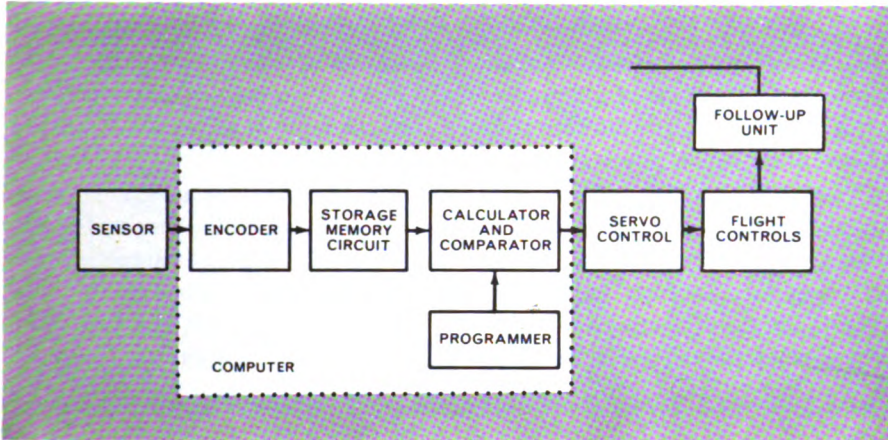 FOLLOW-UP
UNIT
SENSOR
ENCODER
STORAGE
MEMORY
CIRCUIT
CALCULATOR
AND
COMPARATOR
SERVO
CONTROL
FLIGHT
CONTROLS
PROGRAMMER
COMPUTER